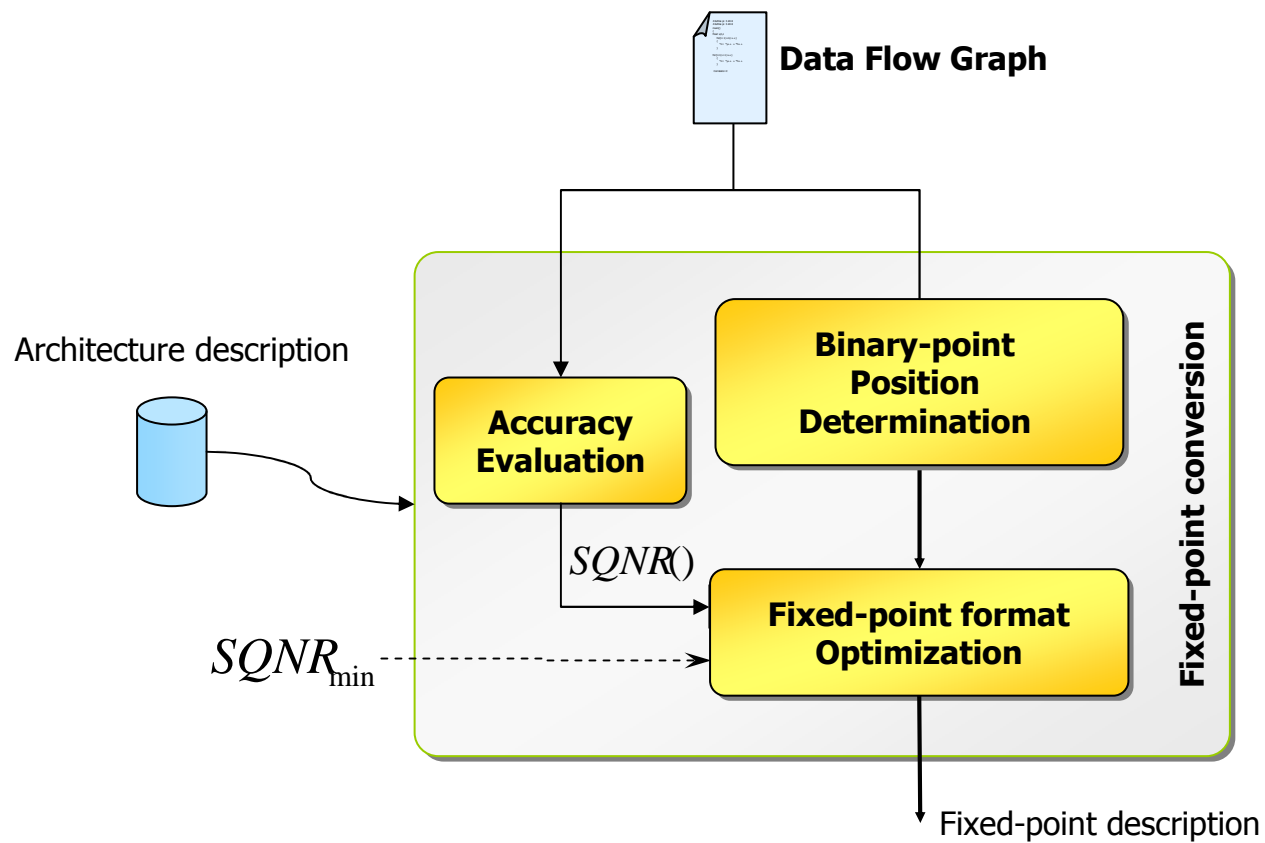 Data Flow Graph
Architecture description
Binary-point
Position
Determination
Accuracy
Evaluation
Fixed-point conversion
SQNR()
Fixed-point format
Optimization
SQNRmin
Fixed-point description